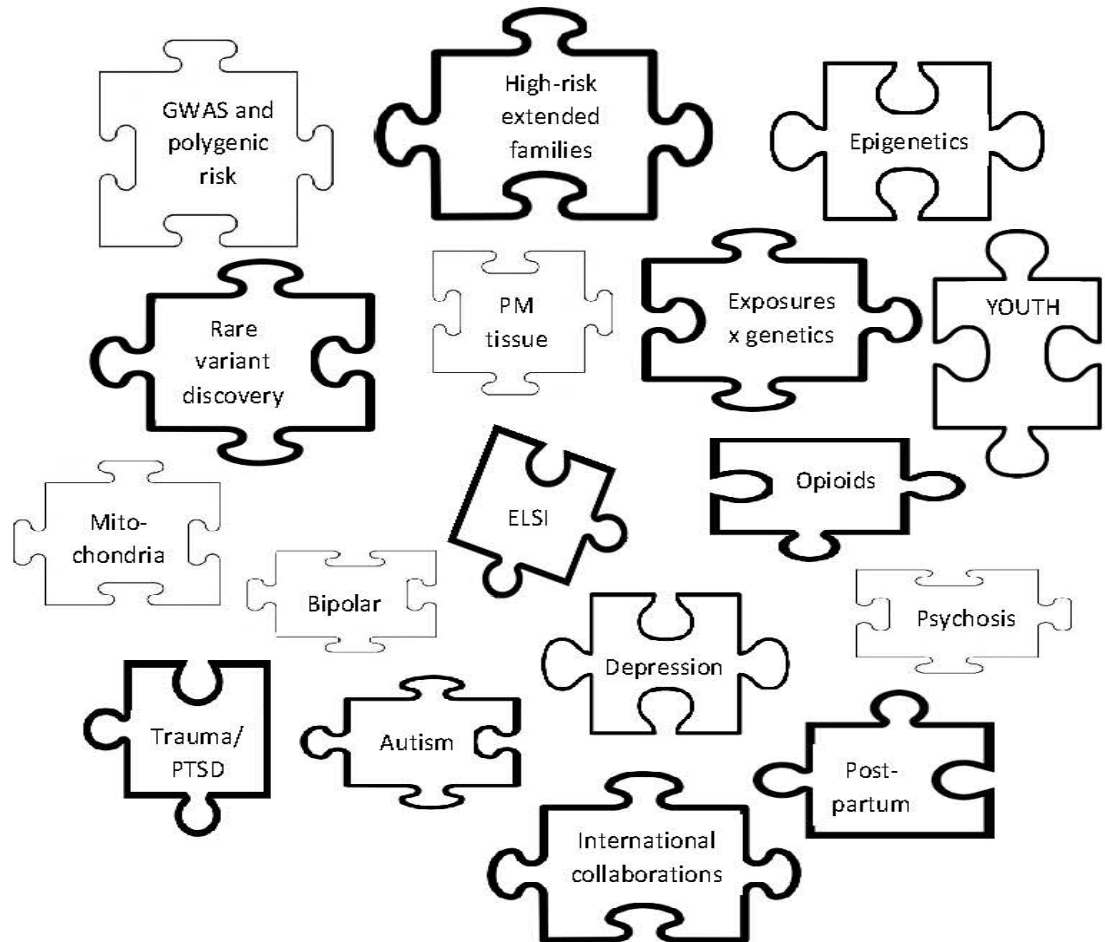 GWAS and
polygenic
risk
High-risk
extended
families
Epigenetics
Rare
variant
discovery
PM
tissue
Exposures
x genetics
YOUTH
Mito-
chondria
Bipolar
ELSI
Opioids
Depression
Psychosis
Trauma/
PTSD
Autism
International
collaborations
Post-
partum